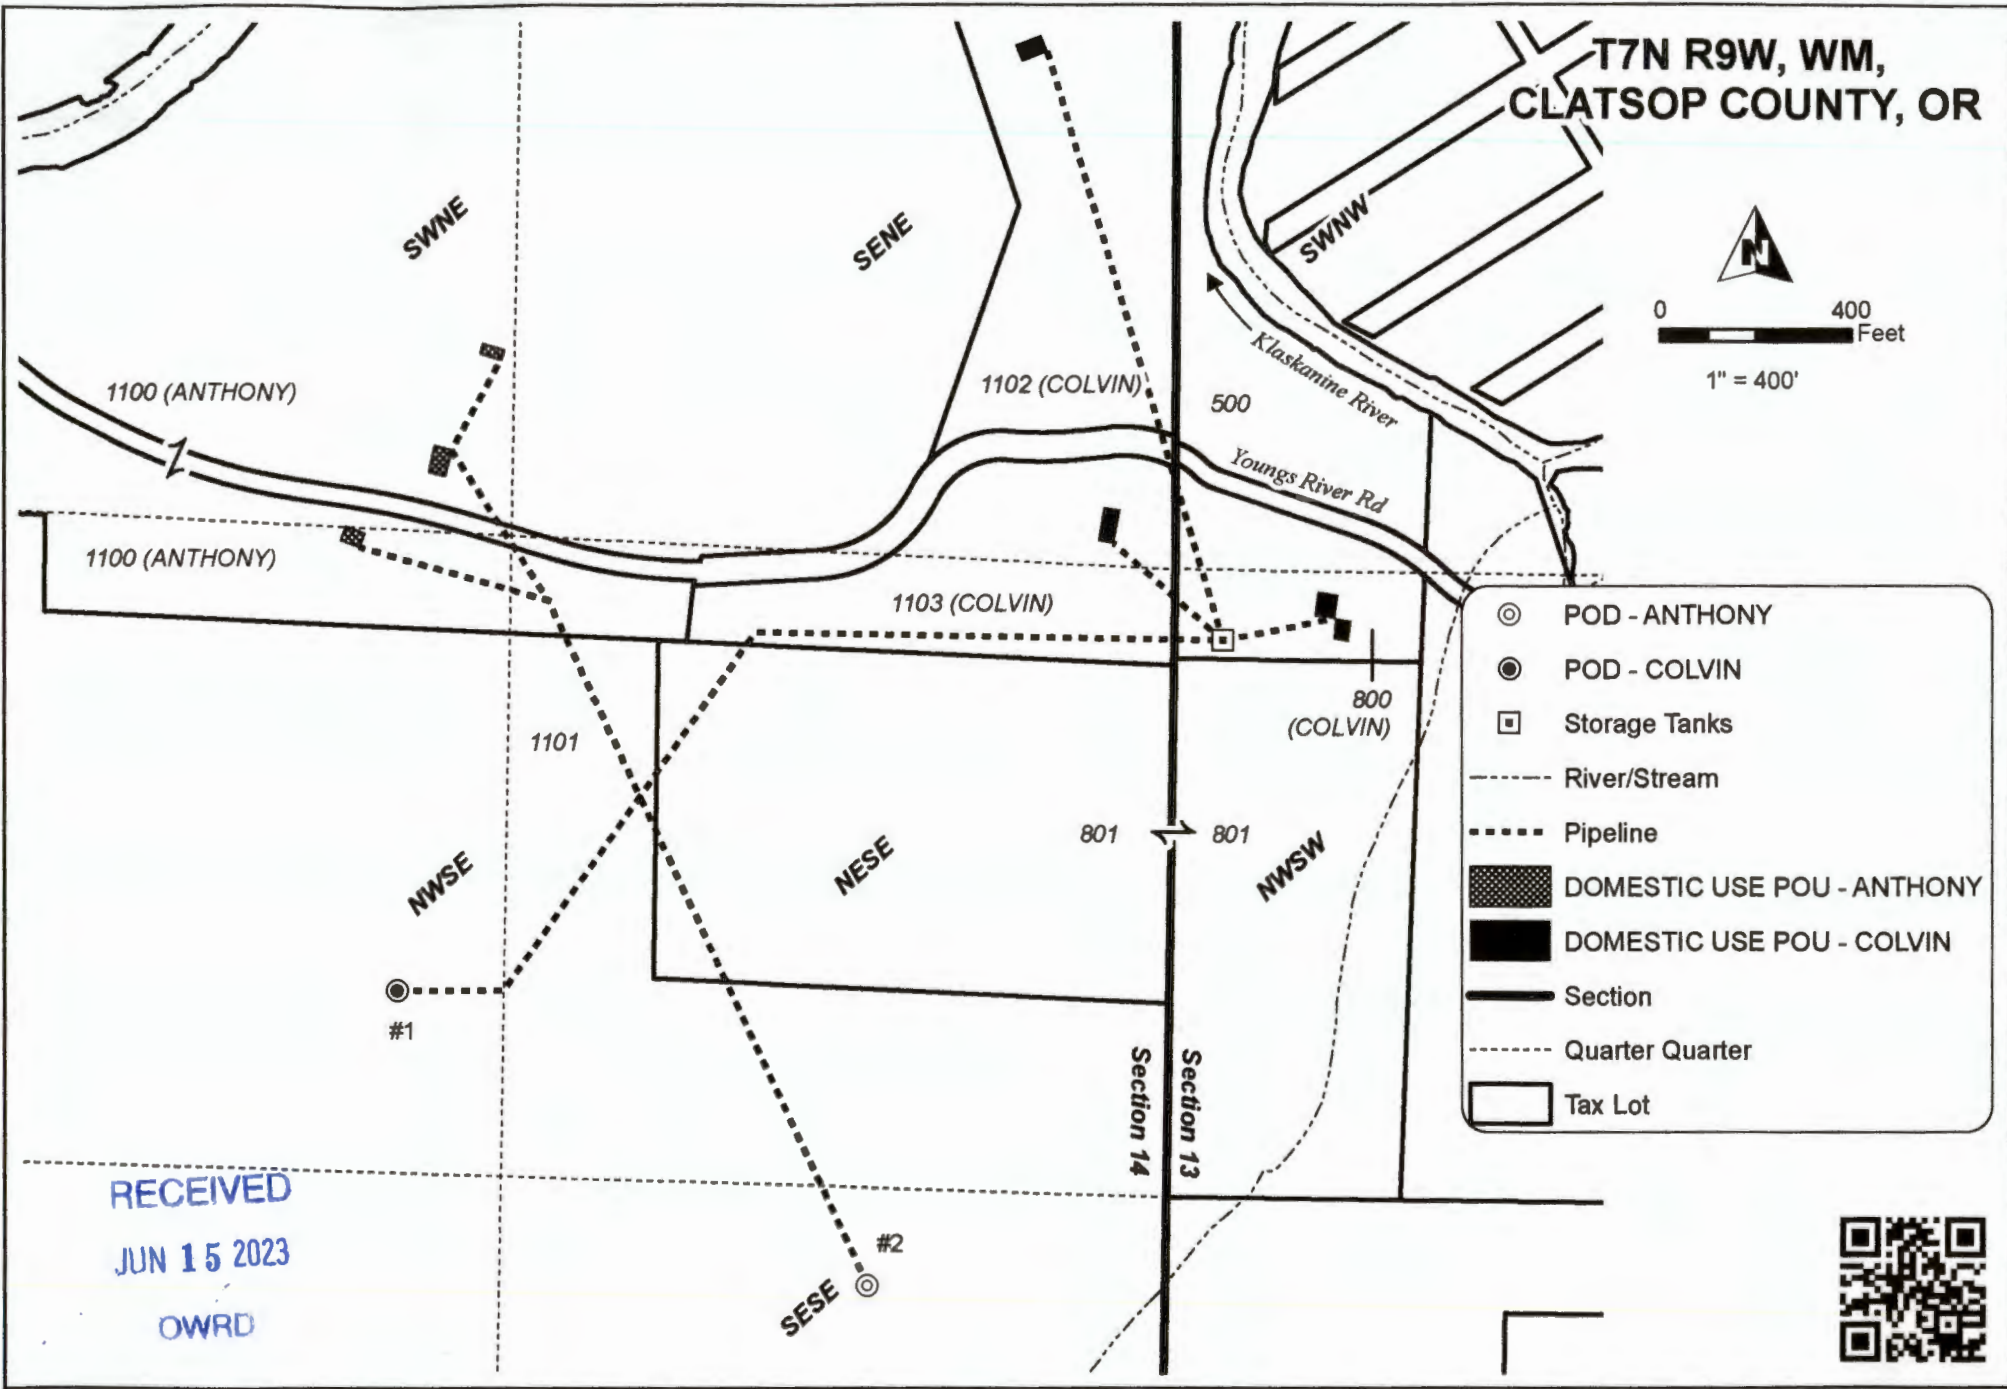 T7N R9W, WM,
CLATSOP COUNTY, OR
SWNE
SENE
SWNW
N
0 400
Feet
1" = 400'
1100 (ANTHONY)
1102 (COLVIN)
500
Klaskanine River
Youngs River Rd
1100 (ANTHONY)
1103 (COLVIN)
800
(COLVIN)
1101
801 801
NWSE
NESE
NWSW
#1
Section 14
Section 13
#2
SESE
POD - ANTHONY
POD - COLVIN
Storage Tanks
River/Stream
Pipeline
DOMESTIC USE POU - ANTHONY
DOMESTIC USE POU - COLVIN
Section
Quarter Quarter
Tax Lot
RECEIVED
JUN 15 2023
OWRD